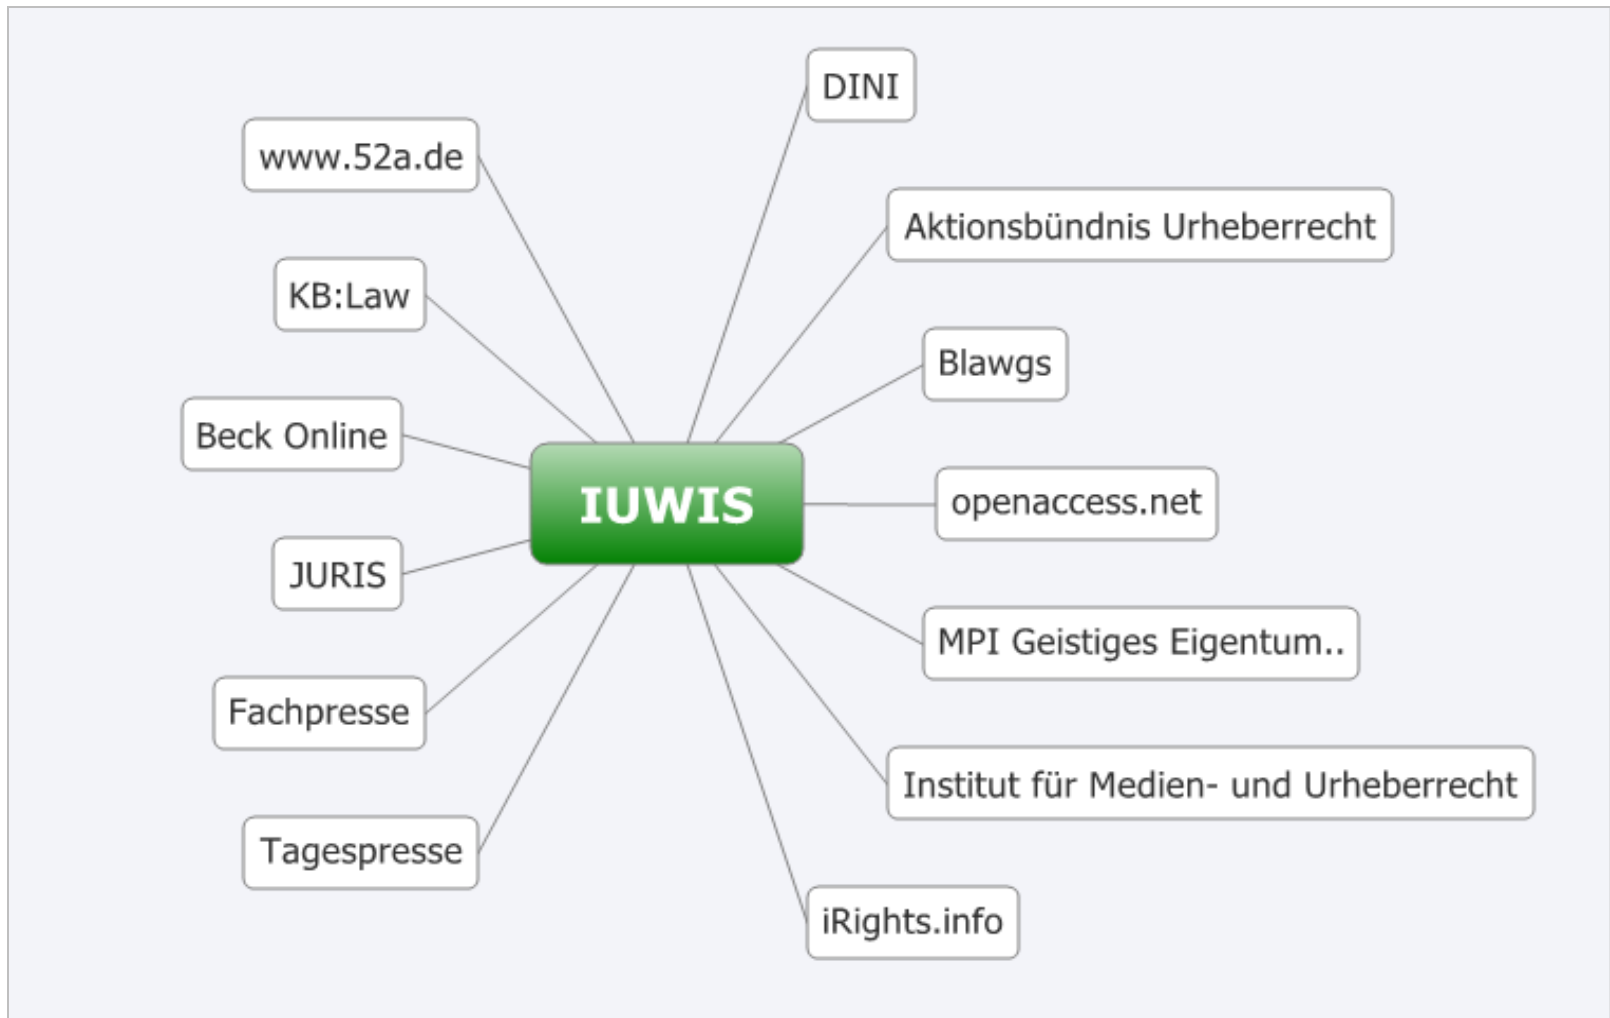 DINI
www.52a.de
Aktionsbündnis Urheberrecht
KB:Law
Blawgs
Beck Online
openaccess.net
IUWIS
JURIS
MPI Geistiges Eigentum..
Fachpresse
Institut für Medien- und Urheberrecht
Tagespresse
iRights.info